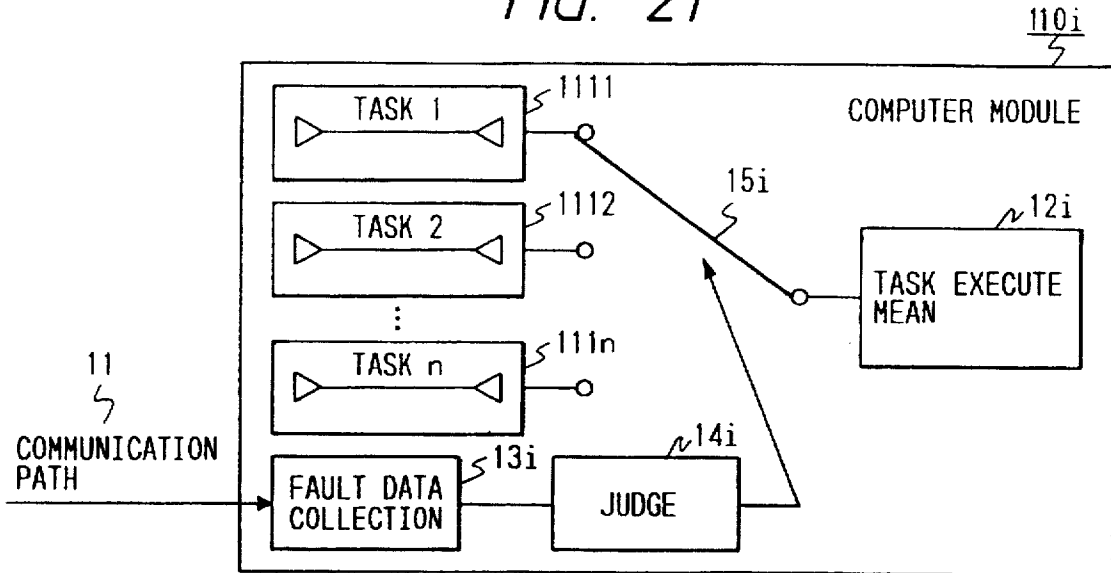 FIG. 21
110i
COMPUTER MODULE
TASK 1
1111
15i
TASK 2
1112
12i
TASK EXECUTE
MEAN
TASK n
111n
11
COMMUNICATION
PATH
13i
FAULT DATA
COLLECTION
14i
JUDGE